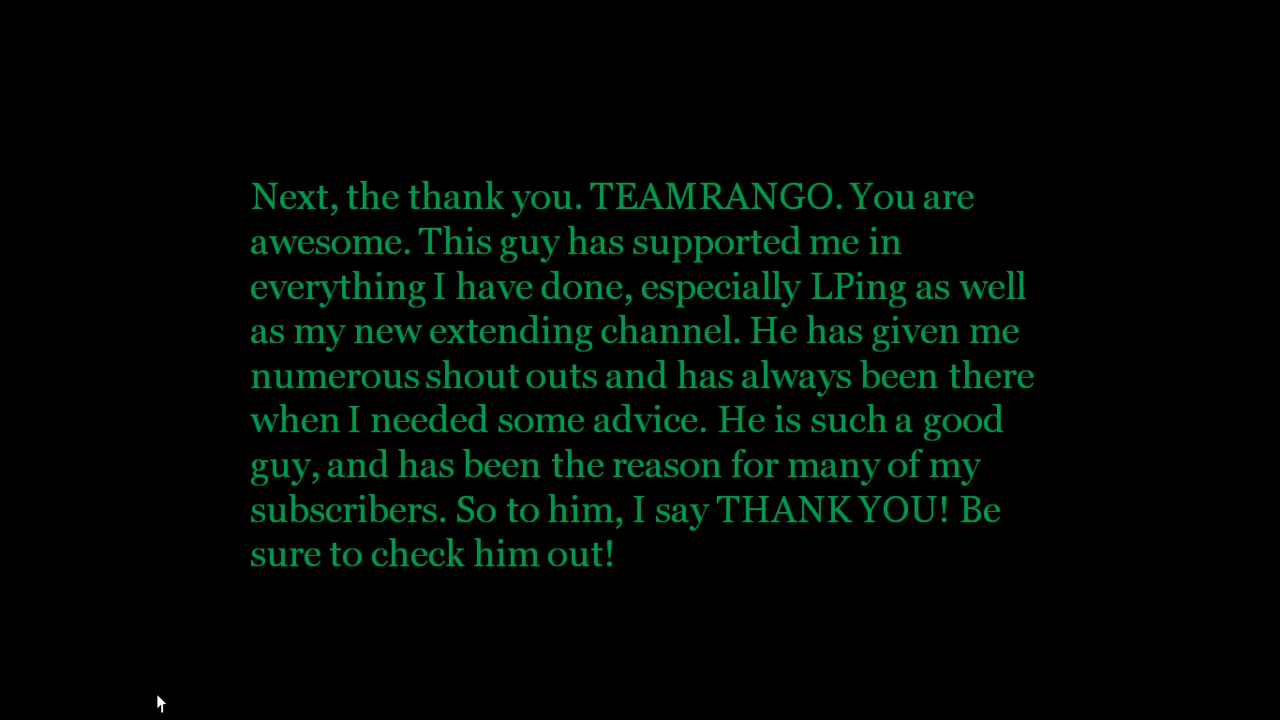 Next, the thank you. TEAMRANGO. You are
awesome. This guy has supported me in
everything I have done, especially LPing as well
as my new extending channel. He has given me
numerous shout outs and has always been there
when I needed some advice. He is such a good
guy, and has been the reason for many of my
subscribers. So to him, I say THANK YOU! Be
sure to check him out!